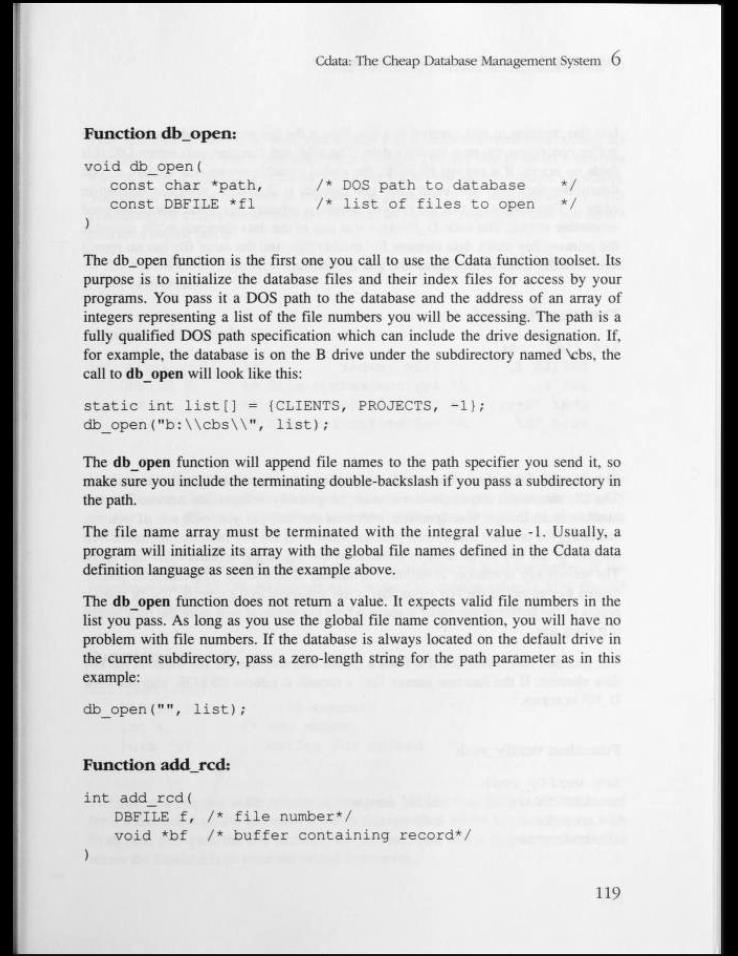 Cdata: The Cheap Database Management System 6
Function db_open:
void db_open(
const char *path, /* DOS path to database */
const DBFILE *fl /* list of files to open */
)
The db_open function is the first one you call to use the Cdata function toolset. Its
purpose is to initialize the database files and their index files for access by your
programs. You pass it a DOS path to the database and the address of an array of
integers representing a list of the file numbers you will be accessing. The path is a
fully qualified DOS path specification which can include the drive designation. If,
for example, the database is on the B drive under the subdirectory named \cbs, the
call to db_open will look like this:
static int list[] = {CLIENTS, PROJECTS, -1};
db_open("b:\\cbs\\", list);
The db_open function will append file names to the path specifier you send it, so
make sure you include the terminating double-backslash if you pass a subdirectory in
the path.
The file name array must be terminated with the integral value -1. Usually, a
program will initialize its array with the global file names defined in the Cdata data
definition language as seen in the example above.
The db_open function does not return a value. It expects valid file numbers in the
list you pass. As long as you use the global file name convention, you will have no
problem with file numbers. If the database is always located on the default drive in
the current subdirectory, pass a zero-length string for the path parameter as in this
example:
db_open("", list);
Function add_rcd:
int add_rcd(
DBFILE f, /* file number*/
void *bf /* buffer containing record*/
)
119